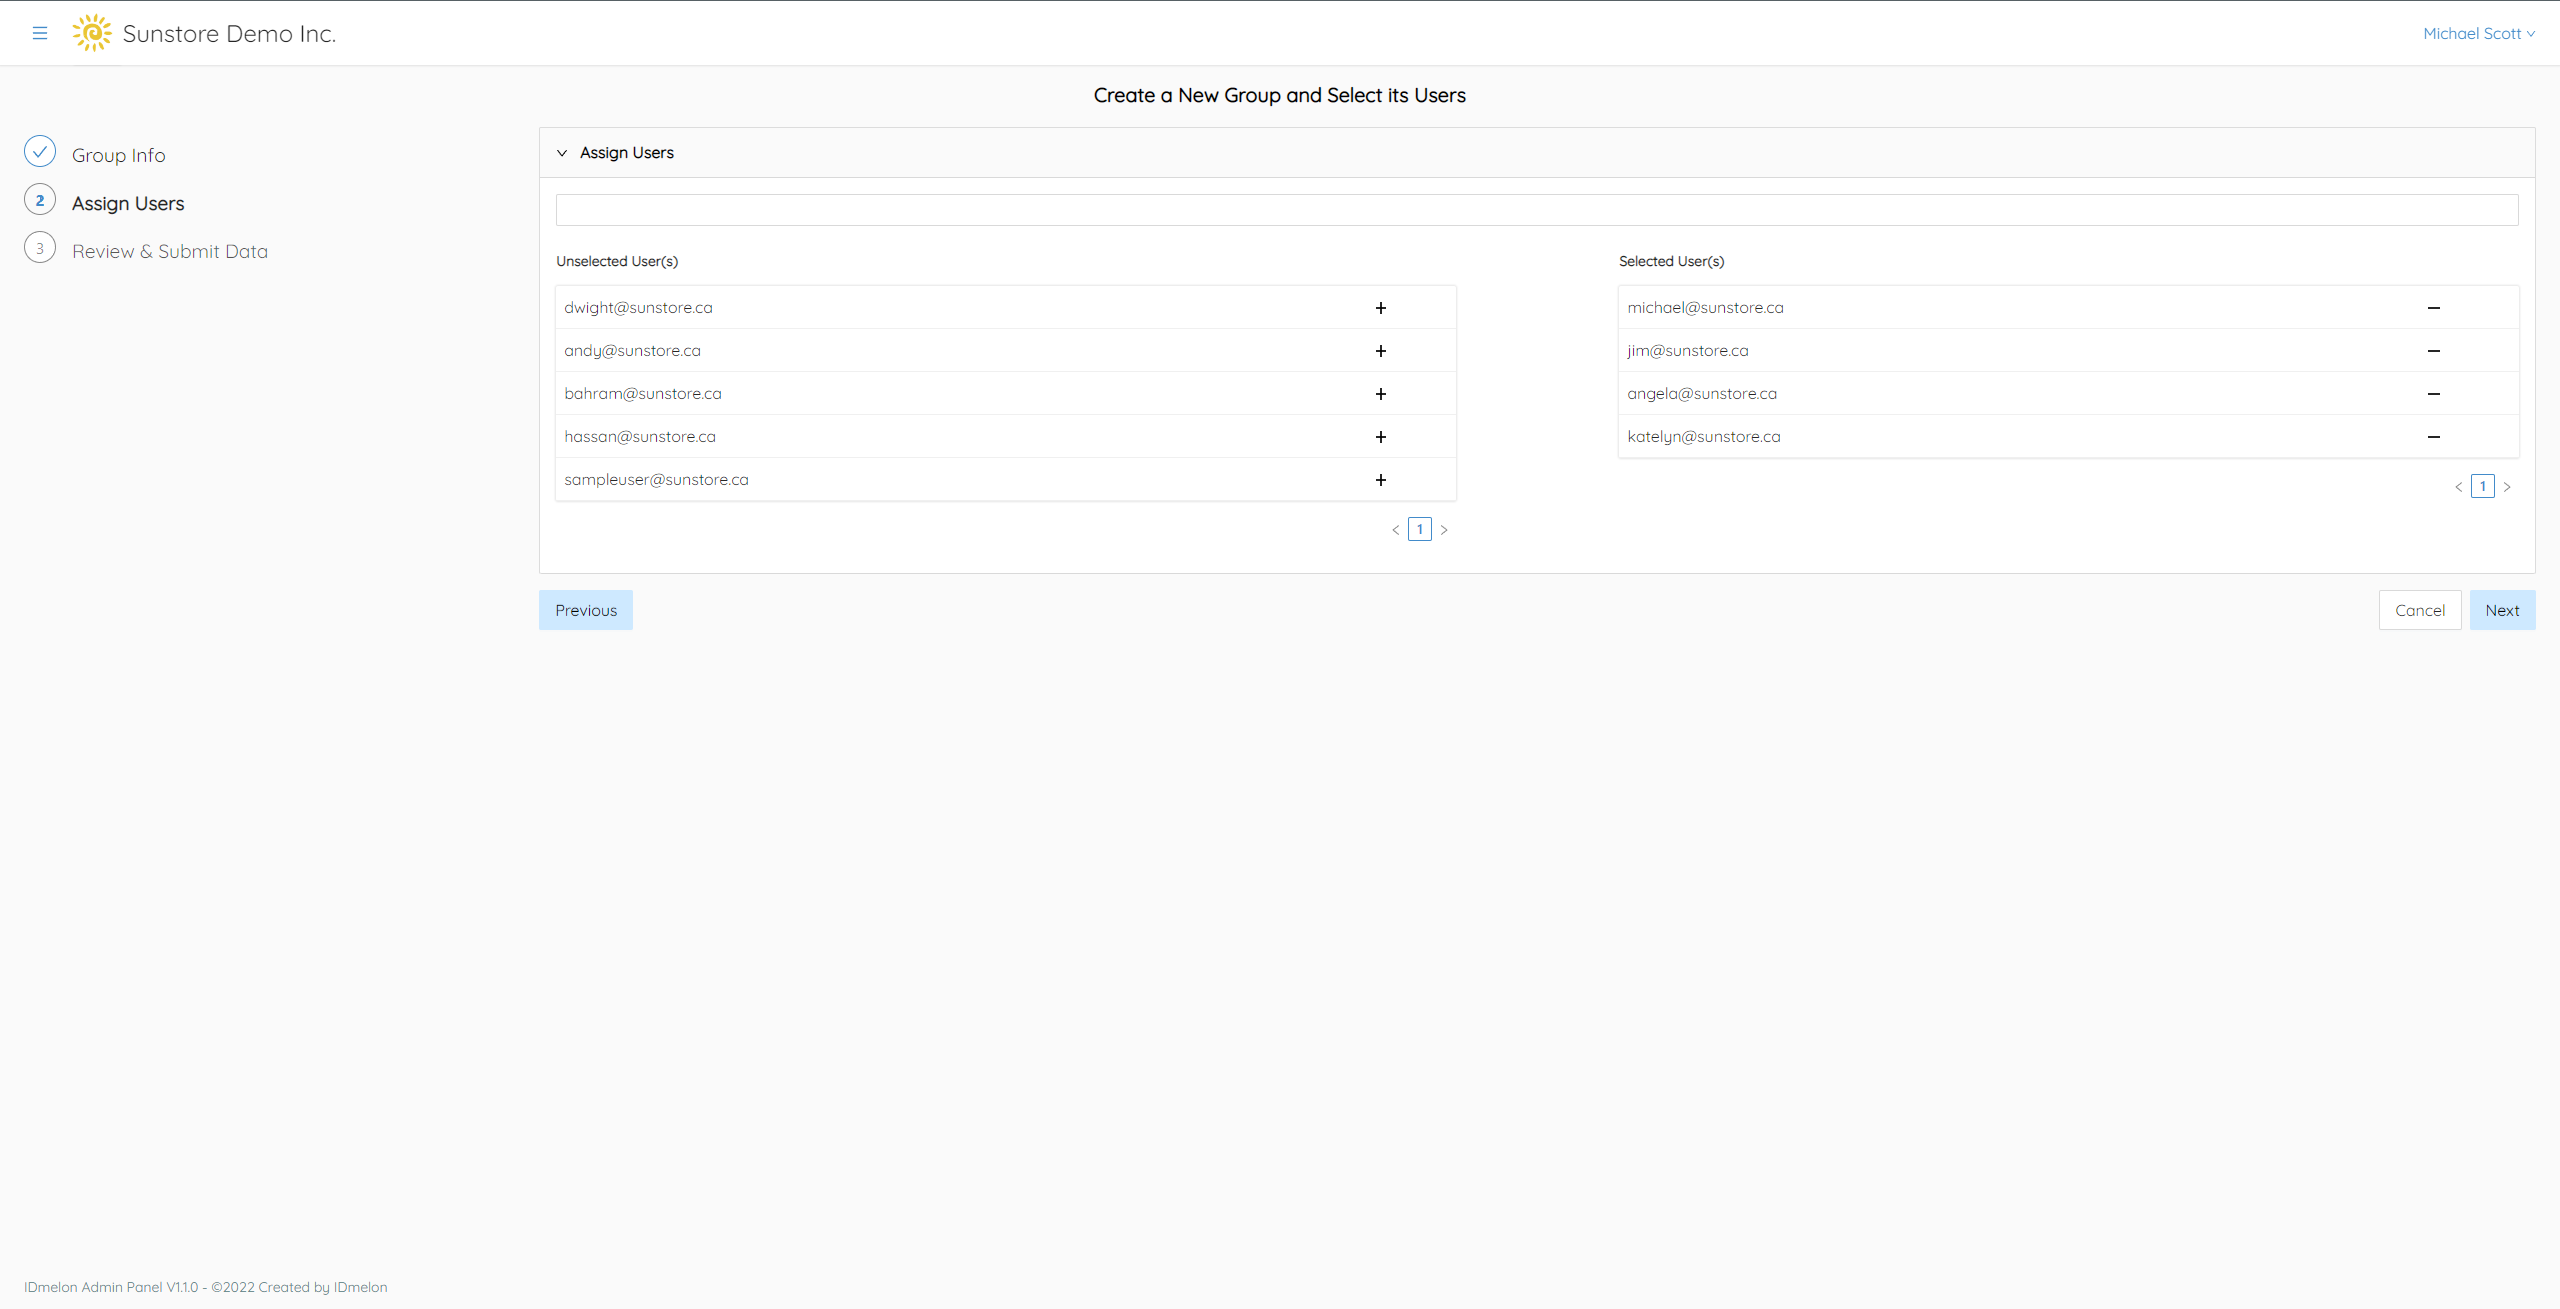 Sunstore Demo Inc.
Michael Scott
Create a New Group and Select its Users
Group Info
2 Assign Users
3 Review & Submit Data
Assign Users
Unselected User(s)
dwight@sunstore.ca
andy@sunstore.ca
bahram@sunstore.ca
hassan@sunstore.ca
sampleuser@sunstore.ca
1
Selected User(s)
michael@sunstore.ca
jim@sunstore.ca
angela@sunstore.ca
katelyn@sunstore.ca
1
Previous
Cancel
Next
IDmelon Admin Panel V1.1.0 - ©2022 Created by IDmelon